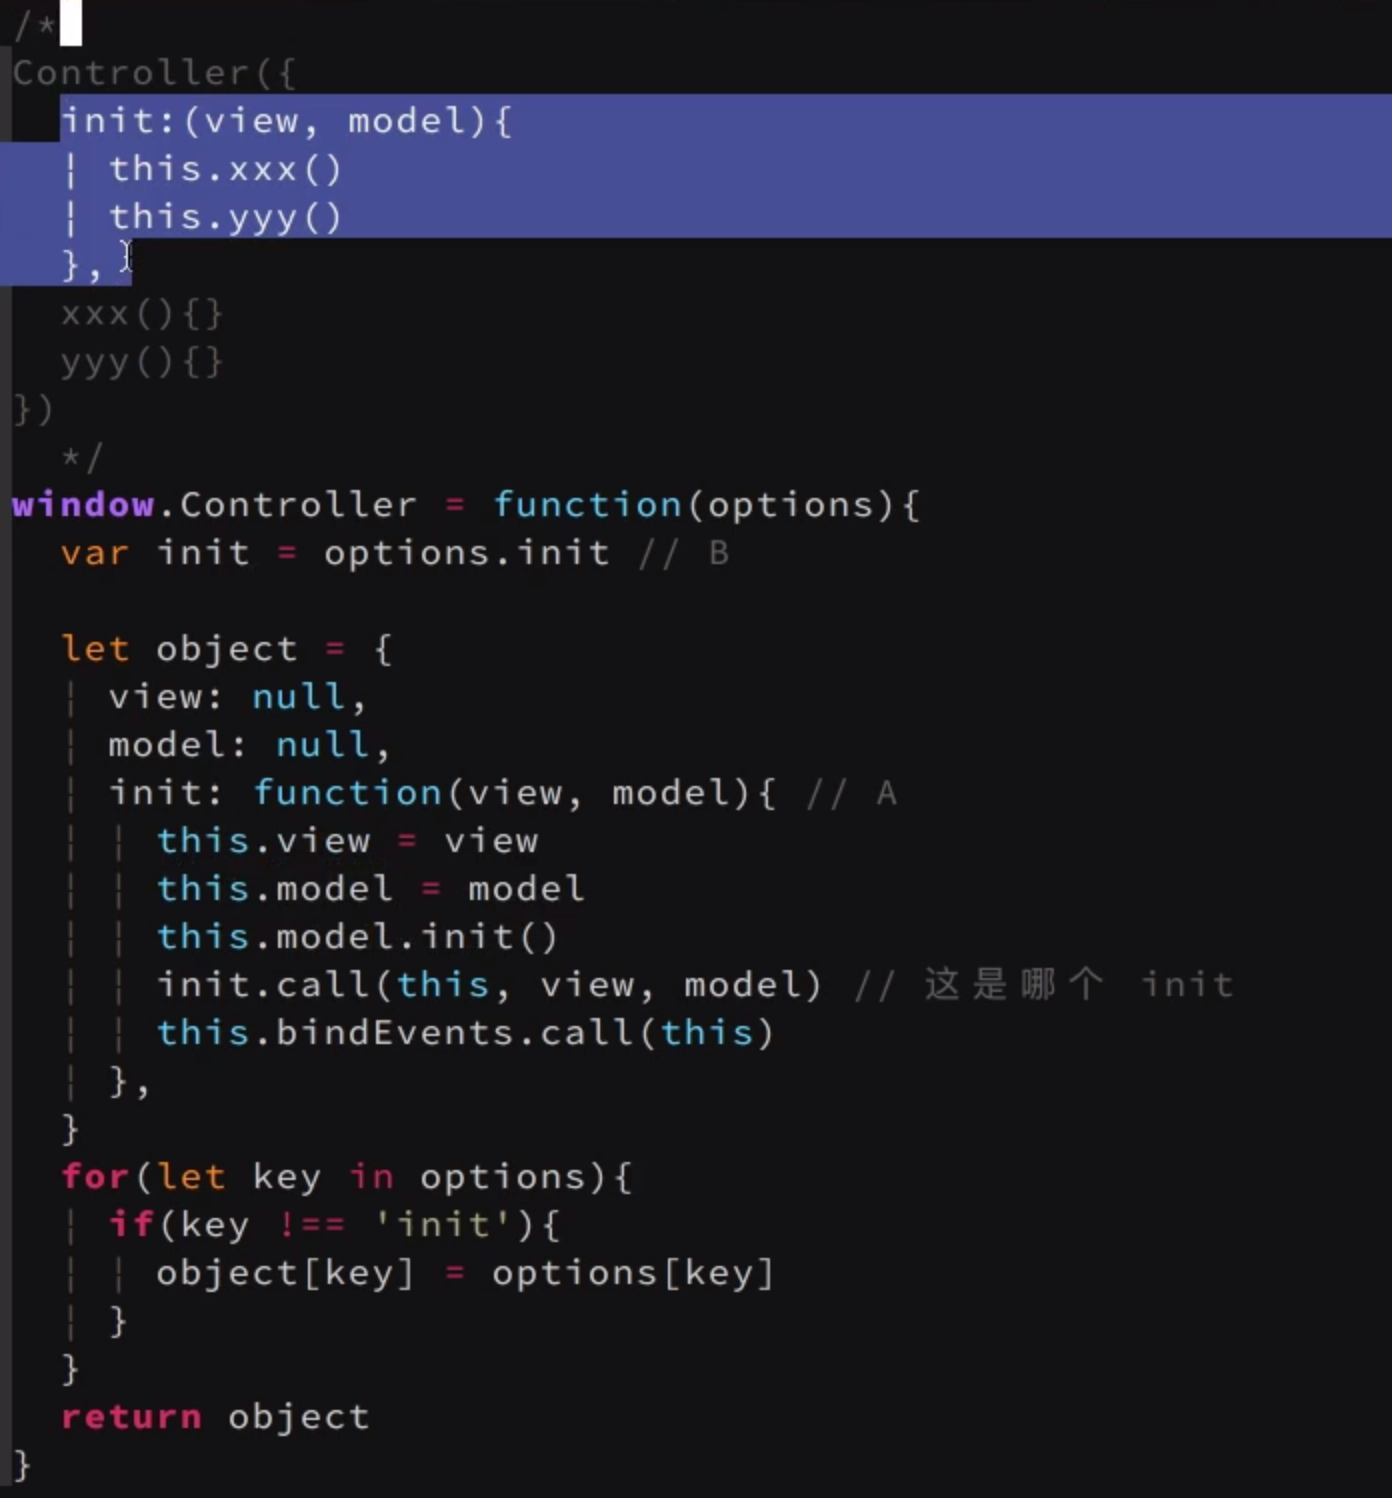 /*
Controller({
init:(view, model){
this.xxx()
this.yyy()
},
xxx(){}
yyy(){}
})
*/
window.Controller = function(options){
var init = options.init // B
let object = {
view: null,
model: null,
init: function(view, model){ // A
this.view = view
this.model = model
this.model.init()
init.call(this, view, model) // 这是哪个 init
this.bindEvents.call(this)
},
}
for(let key in options){
if(key !== 'init'){
object[key] = options[key]
}
}
return object
}